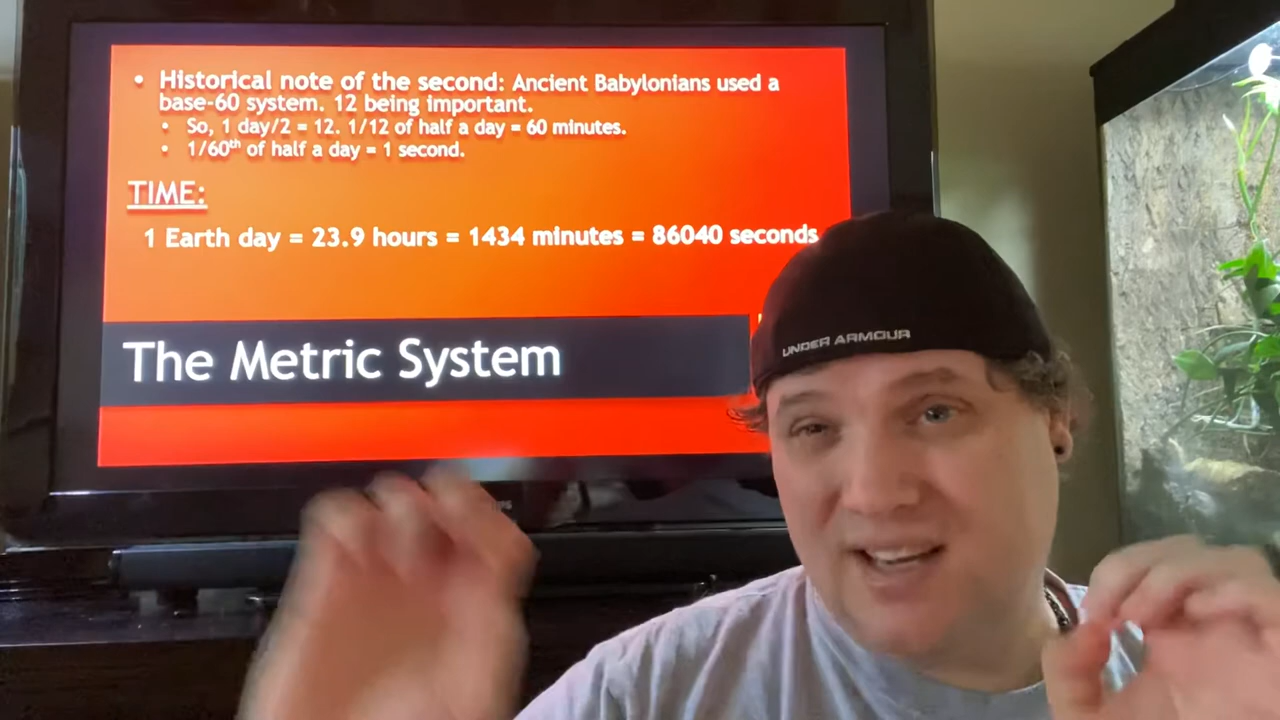 • Historical note of the second: Ancient Babylonians used a
base-60 system. 12 being important.
• So, 1 day/2 = 12. 1/12 of half a day = 60 minutes.
• 1/60th of half a day = 1 second.
TIME:
1 Earth day = 23.9 hours = 1434 minutes = 86040 seconds
The Metric System
UNDER ARMOUR